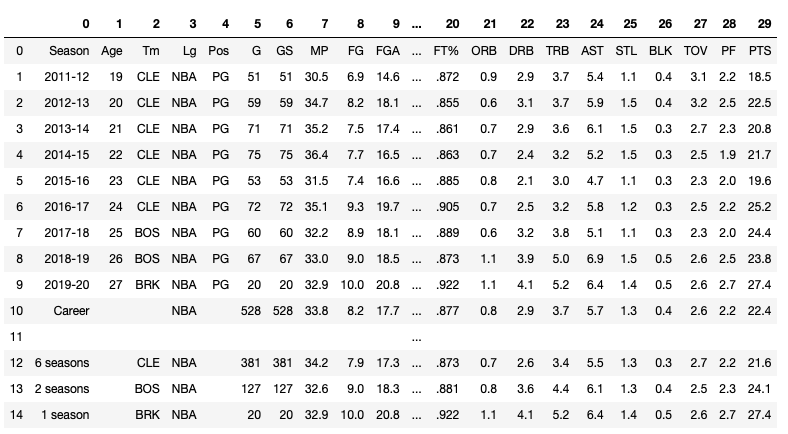 0 1 2 3 4 5 6 7 8 9 ... 20 21 22 23 24 25 26 27 28 29
0 Season Age Tm Lg Pos G GS MP FG FGA ... FT% ORB DRB TRB AST STL BLK TOV PF PTS
1 2011-12 19 CLE NBA PG 51 51 30.5 6.9 14.6 ... .872 0.9 2.9 3.7 5.4 1.1 0.4 3.1 2.2 18.5
2 2012-13 20 CLE NBA PG 59 59 34.7 8.2 18.1 ... .855 0.6 3.1 3.7 5.9 1.5 0.4 3.2 2.5 22.5
3 2013-14 21 CLE NBA PG 71 71 35.2 7.5 17.4 ... .861 0.7 2.9 3.6 6.1 1.5 0.3 2.7 2.3 20.8
4 2014-15 22 CLE NBA PG 75 75 36.4 7.7 16.5 ... .863 0.7 2.4 3.2 5.2 1.5 0.3 2.5 1.9 21.7
5 2015-16 23 CLE NBA PG 53 53 31.5 7.4 16.6 ... .885 0.8 2.1 3.0 4.7 1.1 0.3 2.3 2.0 19.6
6 2016-17 24 CLE NBA PG 72 72 35.1 9.3 19.7 ... .905 0.7 2.5 3.2 5.8 1.2 0.3 2.5 2.2 25.2
7 2017-18 25 BOS NBA PG 60 60 32.2 8.9 18.1 ... .889 0.6 3.2 3.8 5.1 1.1 0.3 2.3 2.0 24.4
8 2018-19 26 BOS NBA PG 67 67 33.0 9.0 18.5 ... .873 1.1 3.9 5.0 6.9 1.5 0.5 2.6 2.5 23.8
9 2019-20 27 BRK NBA PG 20 20 32.9 10.0 20.8 ... .922 1.1 4.1 5.2 6.4 1.4 0.5 2.6 2.7 27.4
10 Career NBA 528 528 33.8 8.2 17.7 ... .877 0.8 2.9 3.7 5.7 1.3 0.4 2.6 2.2 22.4
11 ...
12 6 seasons CLE NBA 381 381 34.2 7.9 17.3 ... .873 0.7 2.6 3.4 5.5 1.3 0.3 2.7 2.2 21.6
13 2 seasons BOS NBA 127 127 32.6 9.0 18.3 ... .881 0.8 3.6 4.4 6.1 1.3 0.4 2.5 2.3 24.1
14 1 season BRK NBA 20 20 32.9 10.0 20.8 ... .922 1.1 4.1 5.2 6.4 1.4 0.5 2.6 2.7 27.4